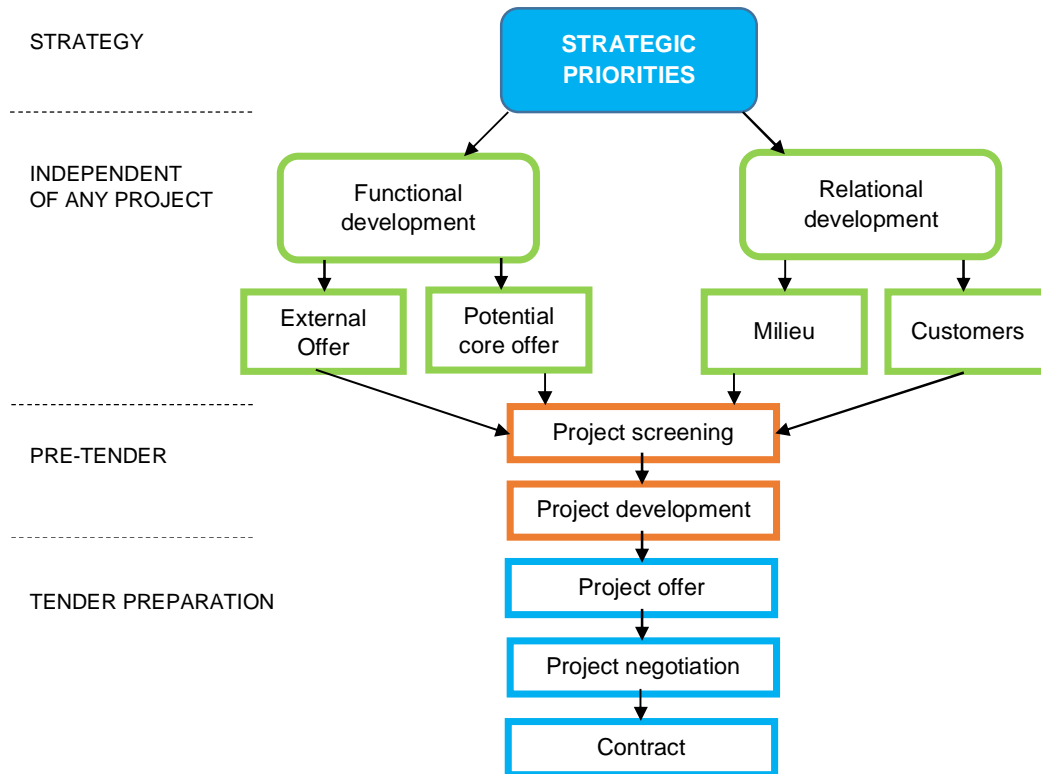 STRATEGY
STRATEGIC
PRIORITIES
INDEPENDENT
OF ANY PROJECT
Functional
development
Relational
development
External
Offer
Potential
core offer
Milieu
Customers
Project screening
PRE-TENDER
Project development
Project offer
TENDER PREPARATION
Project negotiation
Contract